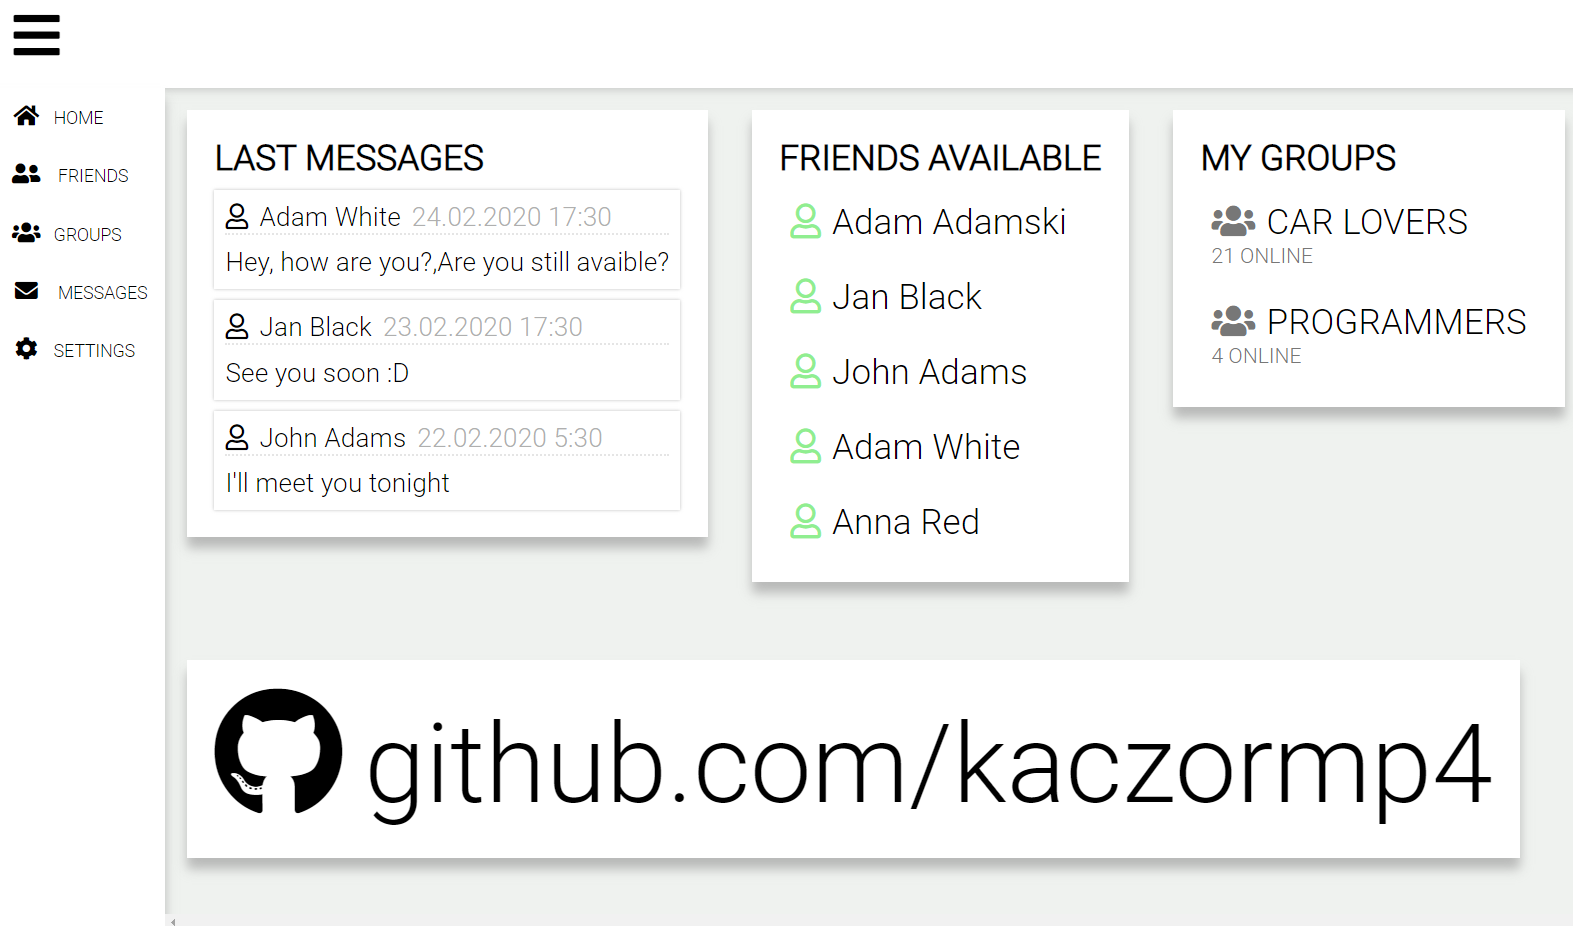 HOME
FRIENDS
GROUPS
MESSAGES
SETTINGS
LAST MESSAGES
Adam White 24.02.2020 17:30
Hey, how are you?,Are you still avaible?
Jan Black 23.02.2020 17:30
See you soon :D
John Adams 22.02.2020 5:30
I'll meet you tonight
FRIENDS AVAILABLE
Adam Adamski
Jan Black
John Adams
Adam White
Anna Red
MY GROUPS
CAR LOVERS
21 ONLINE
PROGRAMMERS
4 ONLINE
github.com/kaczormp4